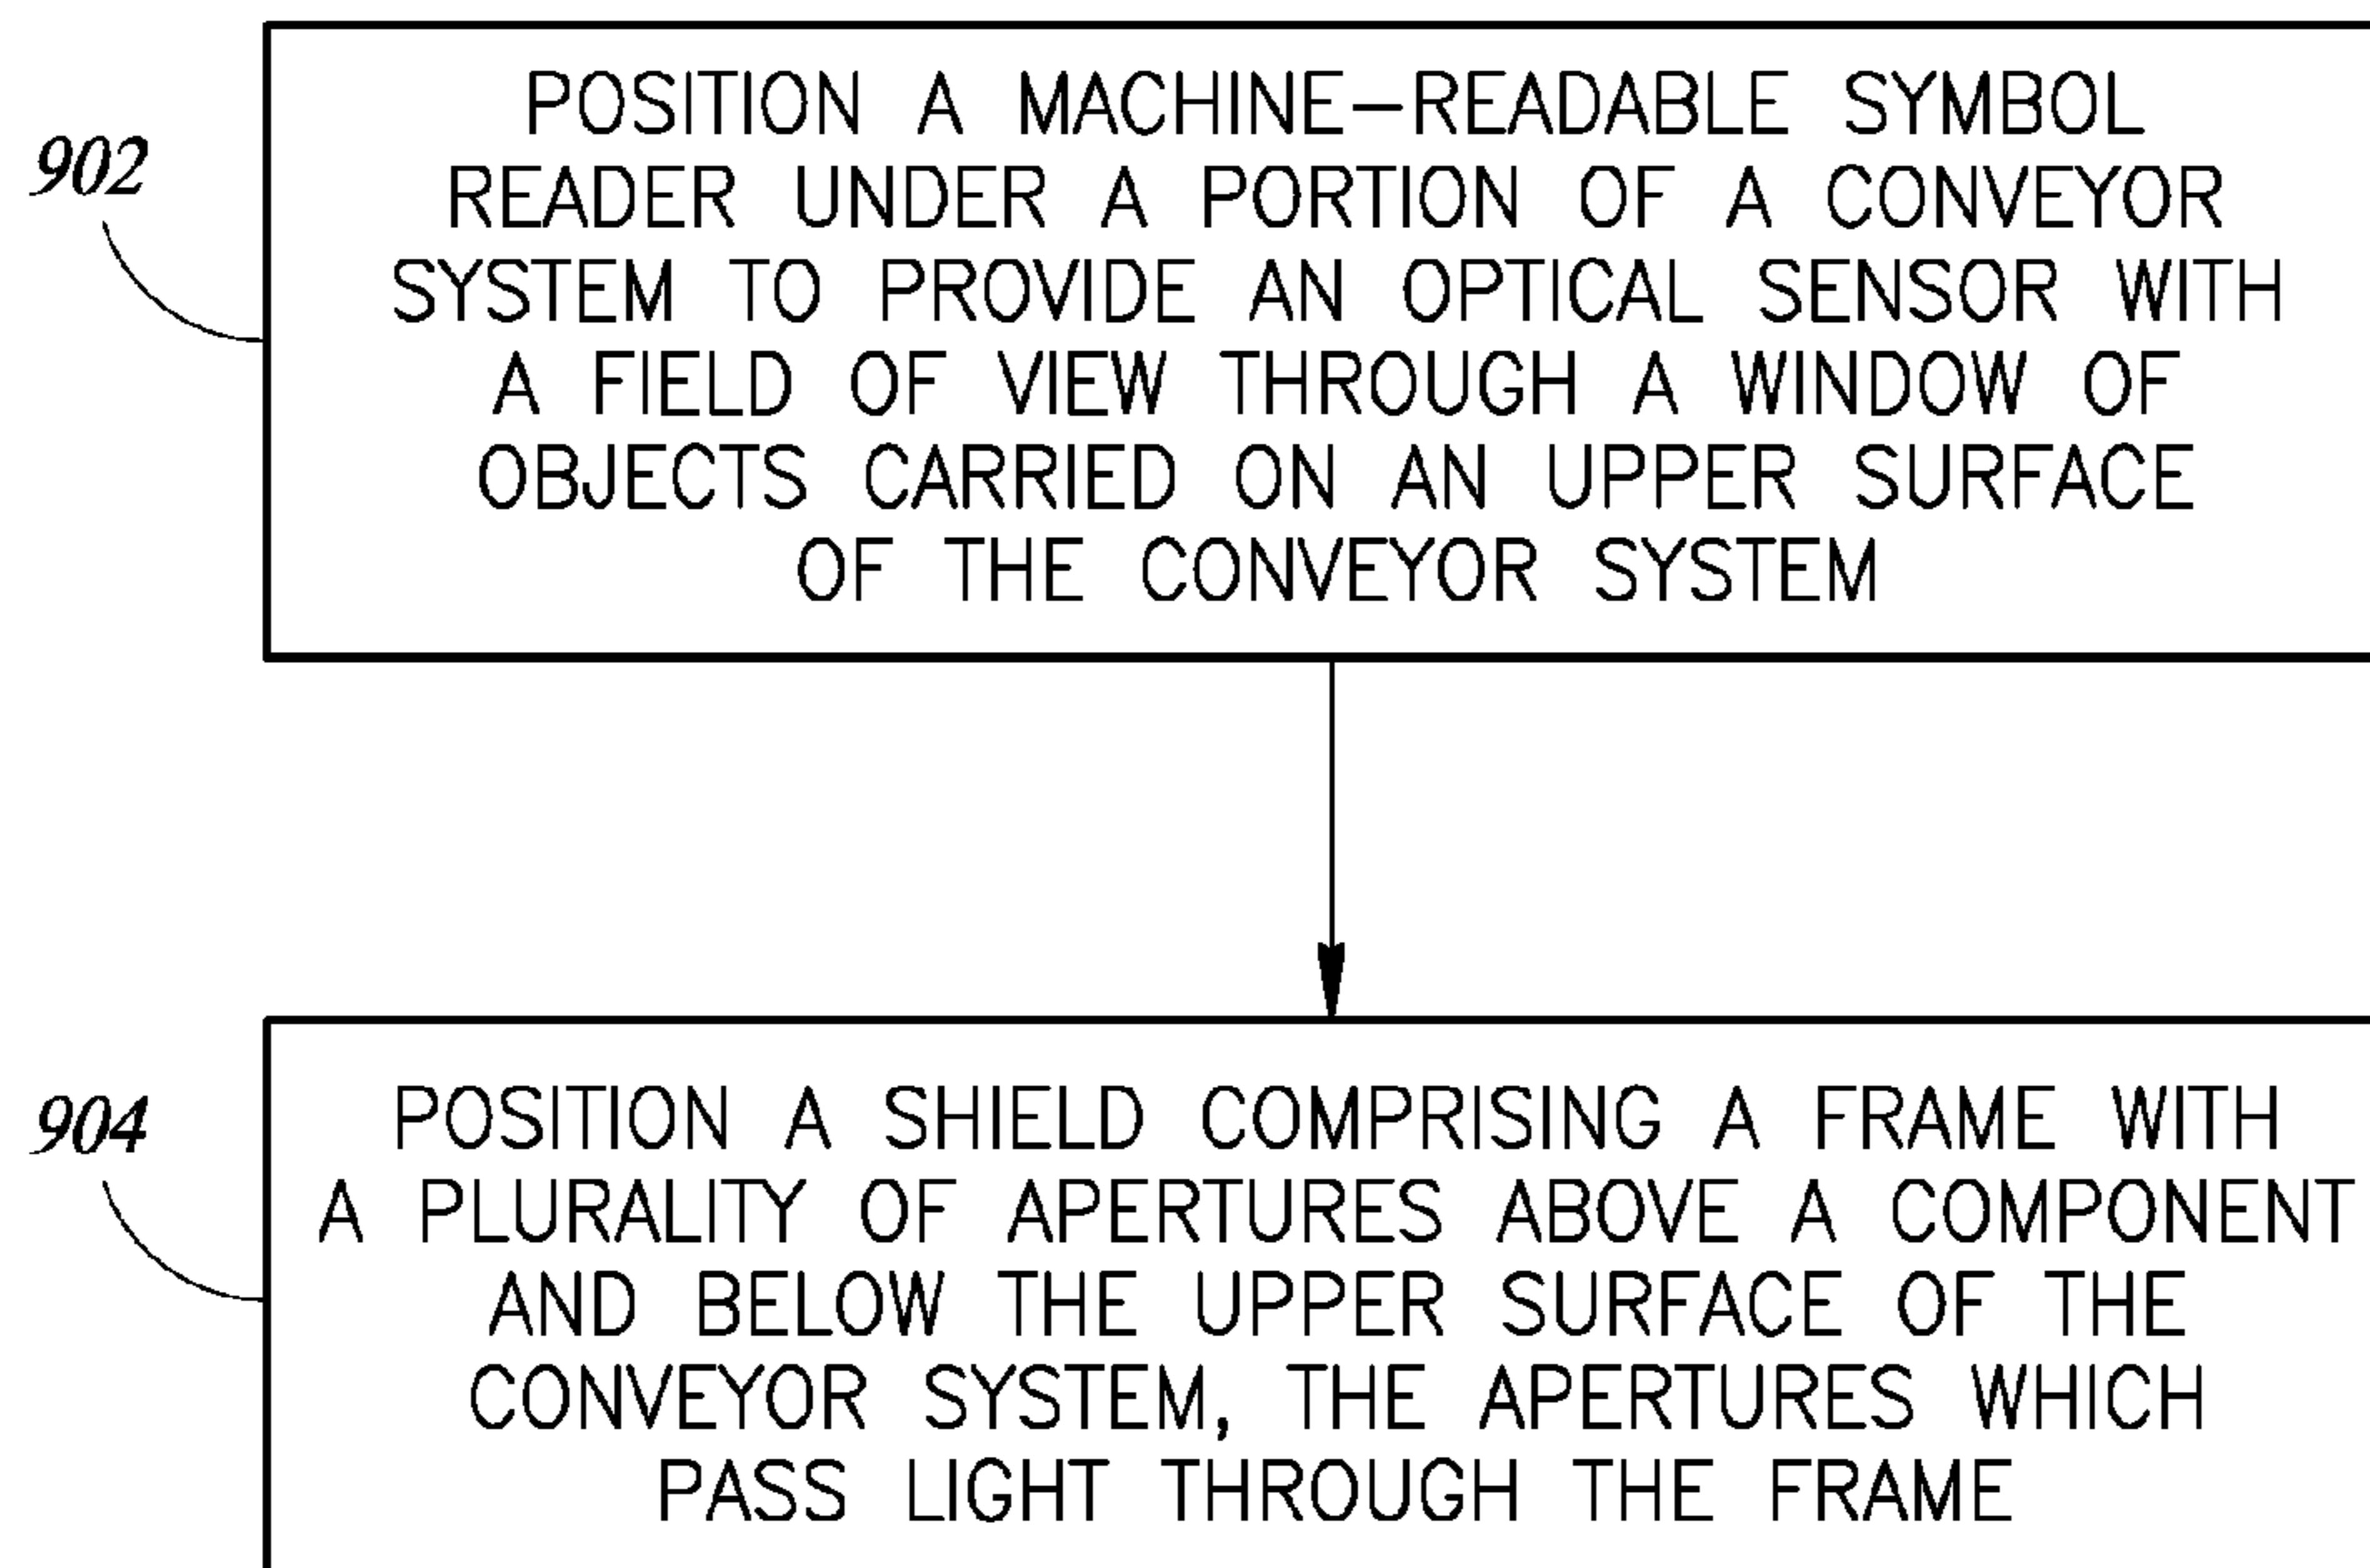 902
POSITION A MACHINE-READABLE SYMBOL
READER UNDER A PORTION OF A CONVEYOR
SYSTEM TO PROVIDE AN OPTICAL SENSOR WITH
A FIELD OF VIEW THROUGH A WINDOW OF
OBJECTS CARRIED ON AN UPPER SURFACE
OF THE CONVEYOR SYSTEM
904
POSITION A SHIELD COMPRISING A FRAME WITH
A PLURALITY OF APERTURES ABOVE A COMPONENT
AND BELOW THE UPPER SURFACE OF THE
CONVEYOR SYSTEM, THE APERTURES WHICH
PASS LIGHT THROUGH THE FRAME